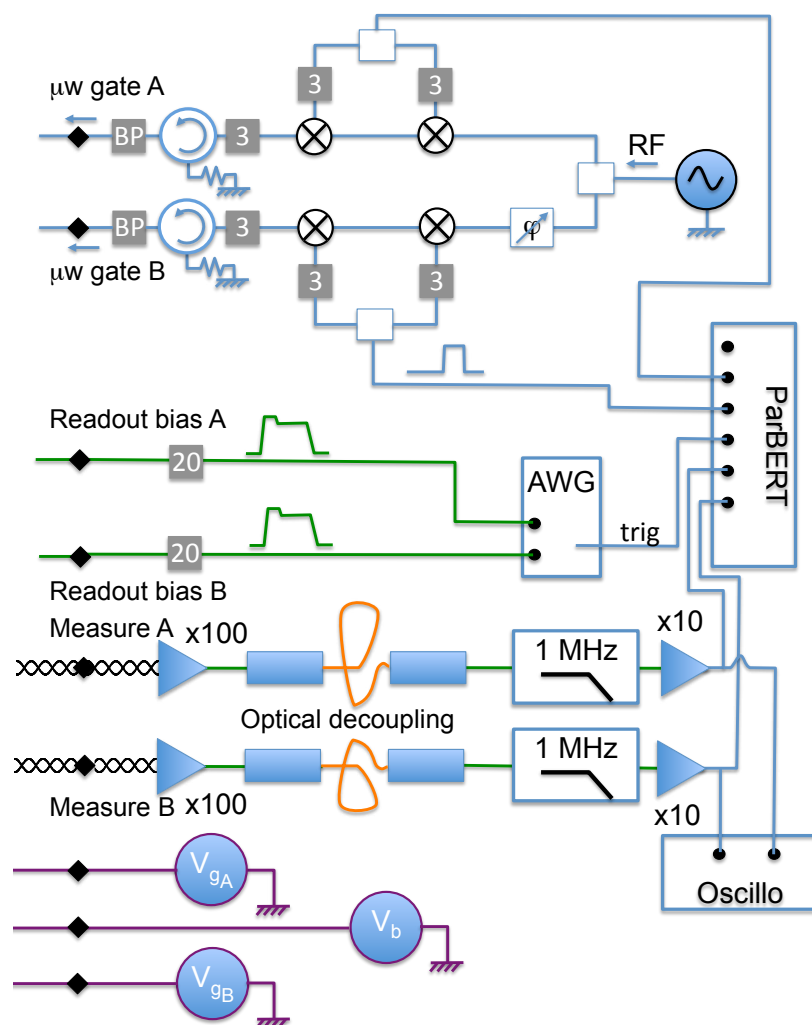 μw gate A
3
3
BP
3
RF
BP
3
φ
μw gate B
3
3
ParBERT
Readout bias A
20
AWG
trig
20
Readout bias B
Measure A
x100
1 MHz
x10
Optical decoupling
1 MHz
Measure B
x100
x10
VgA
Oscillo
Vb
VgB